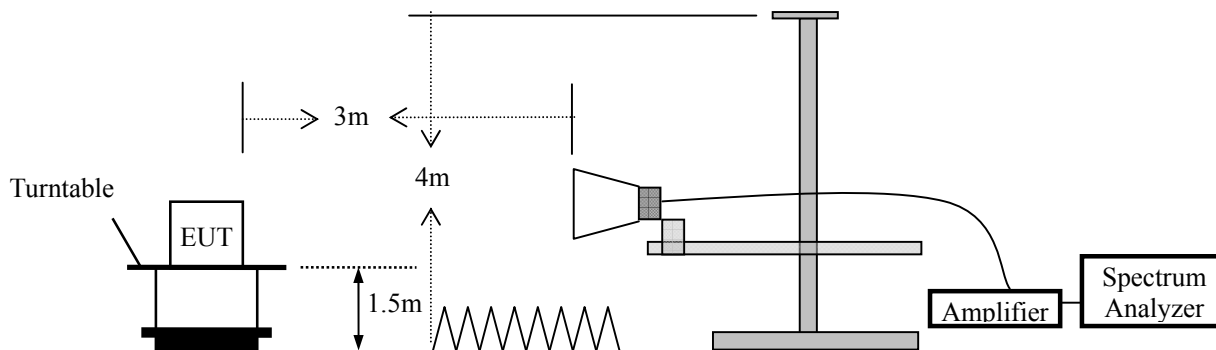 3m
4m
Turntable
EUT
1.5m
Amplifier
Spectrum
Analyzer